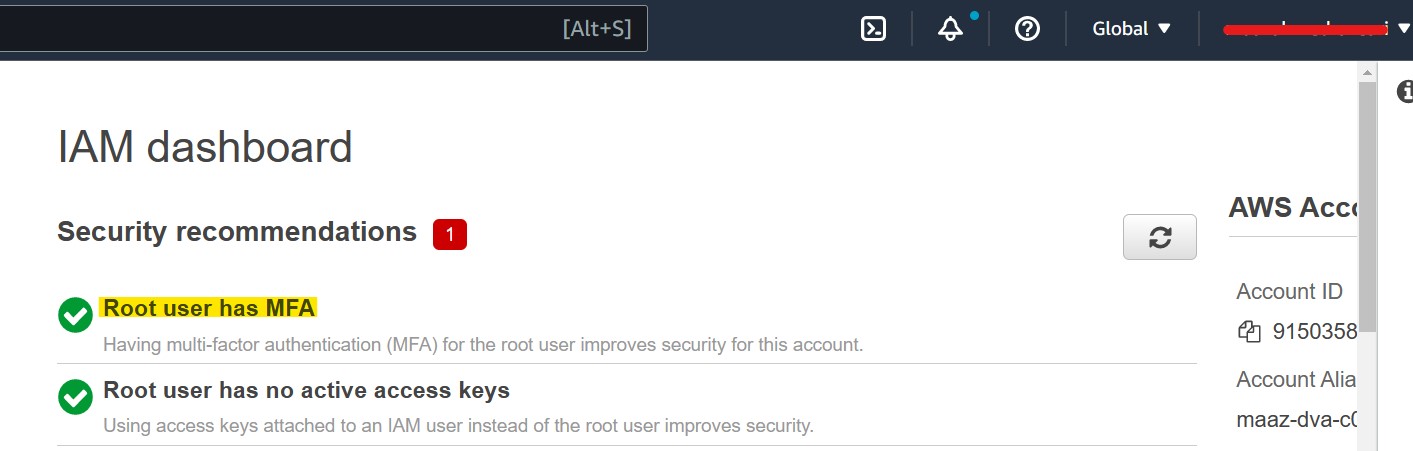 [Alt+S]
Global
IAM dashboard
Security recommendations 1
AWS Acco
Root user has MFA
Having multi-factor authentication (MFA) for the root user improves security for this account.
Account ID
9150358
Root user has no active access keys
Using access keys attached to an IAM user instead of the root user improves security.
Account Alia
maaz-dva-c0